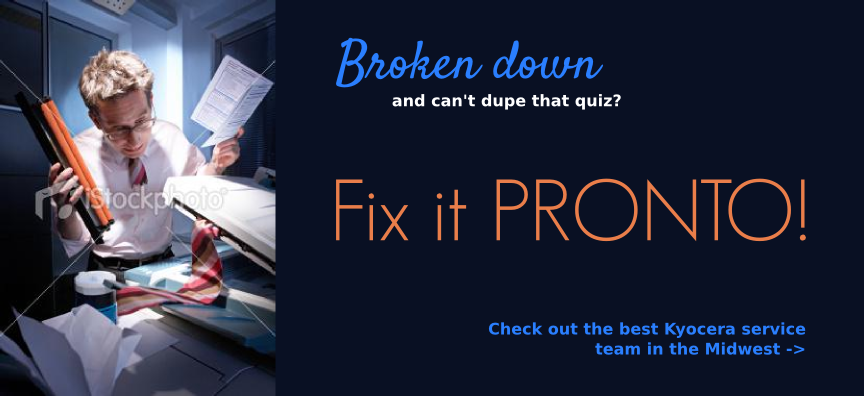 Broken down
and can't dupe that quiz?
Fix it PRONTO!
iStockphoto
Check out the best Kyocera service
team in the Midwest ->